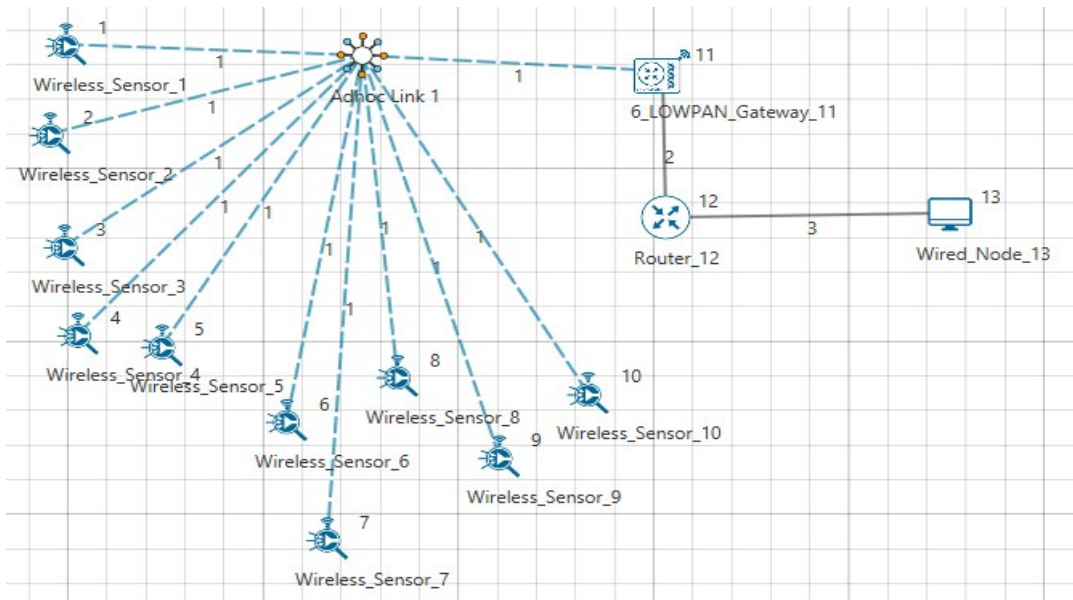 1
1
Wireless_Sensor_1
Adhoc Link 1
1
11
6_LOWPAN_Gateway_11
2
1
Wireless_Sensor_2
2
12
Router_12
3
13
Wired_Node_13
3
1
Wireless_Sensor_3
4
1
Wireless_Sensor_4
5
1
Wireless_Sensor_5
6
1
Wireless_Sensor_6
7
1
Wireless_Sensor_7
8
1
Wireless_Sensor_8
9
1
Wireless_Sensor_9
10
1
Wireless_Sensor_10